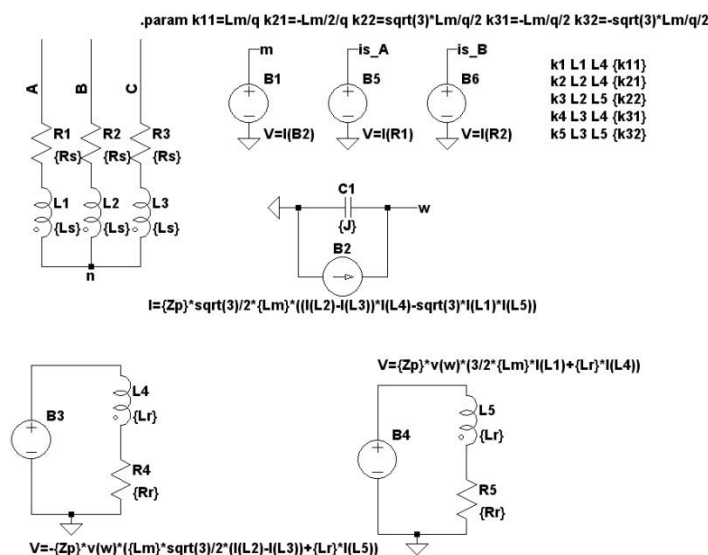 .param k11=Lm/q k21=-Lm/2/q k22=sqrt(3)*Lm/q/2 k31=-Lm/q/2 k32=-sqrt(3)*Lm/q/2
m
is_A
is_B
B1
B5
B6
V=I(B2)
V=I(R1)
V=I(R2)
k1 L1 L4 {k11}
k2 L2 L4 {k21}
k3 L2 L5 {k22}
k4 L3 L4 {k31}
k5 L3 L5 {k32}
A
B
C
R1
R2
R3
{Rs}
{Rs}
{Rs}
L1
L2
L3
{Ls}
{Ls}
{Ls}
n
C1
w
{J}
B2
I={Zp}*sqrt(3)/2*{Lm}*((I(L2)-I(L3))*I(L4)-sqrt(3)*I(L1)*I(L5))
B3
L4
{Lr}
R4
{Rr}
V=-{Zp}*v(w)*({Lm}*sqrt(3)/2*(I(L2)-I(L3))+{Lr}*I(L5))
V={Zp}*v(w)*(3/2*{Lm}*I(L1)+{Lr}*I(L4))
B4
L5
{Lr}
R5
{Rr}